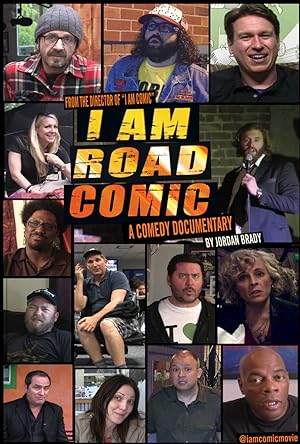 FROM THE DIRECTOR OF "I AM COMIC"
I AM
ROAD
COMIC
A COMEDY DOCUMENTARY
BY JORDAN BRADY
@iamcomicmovie